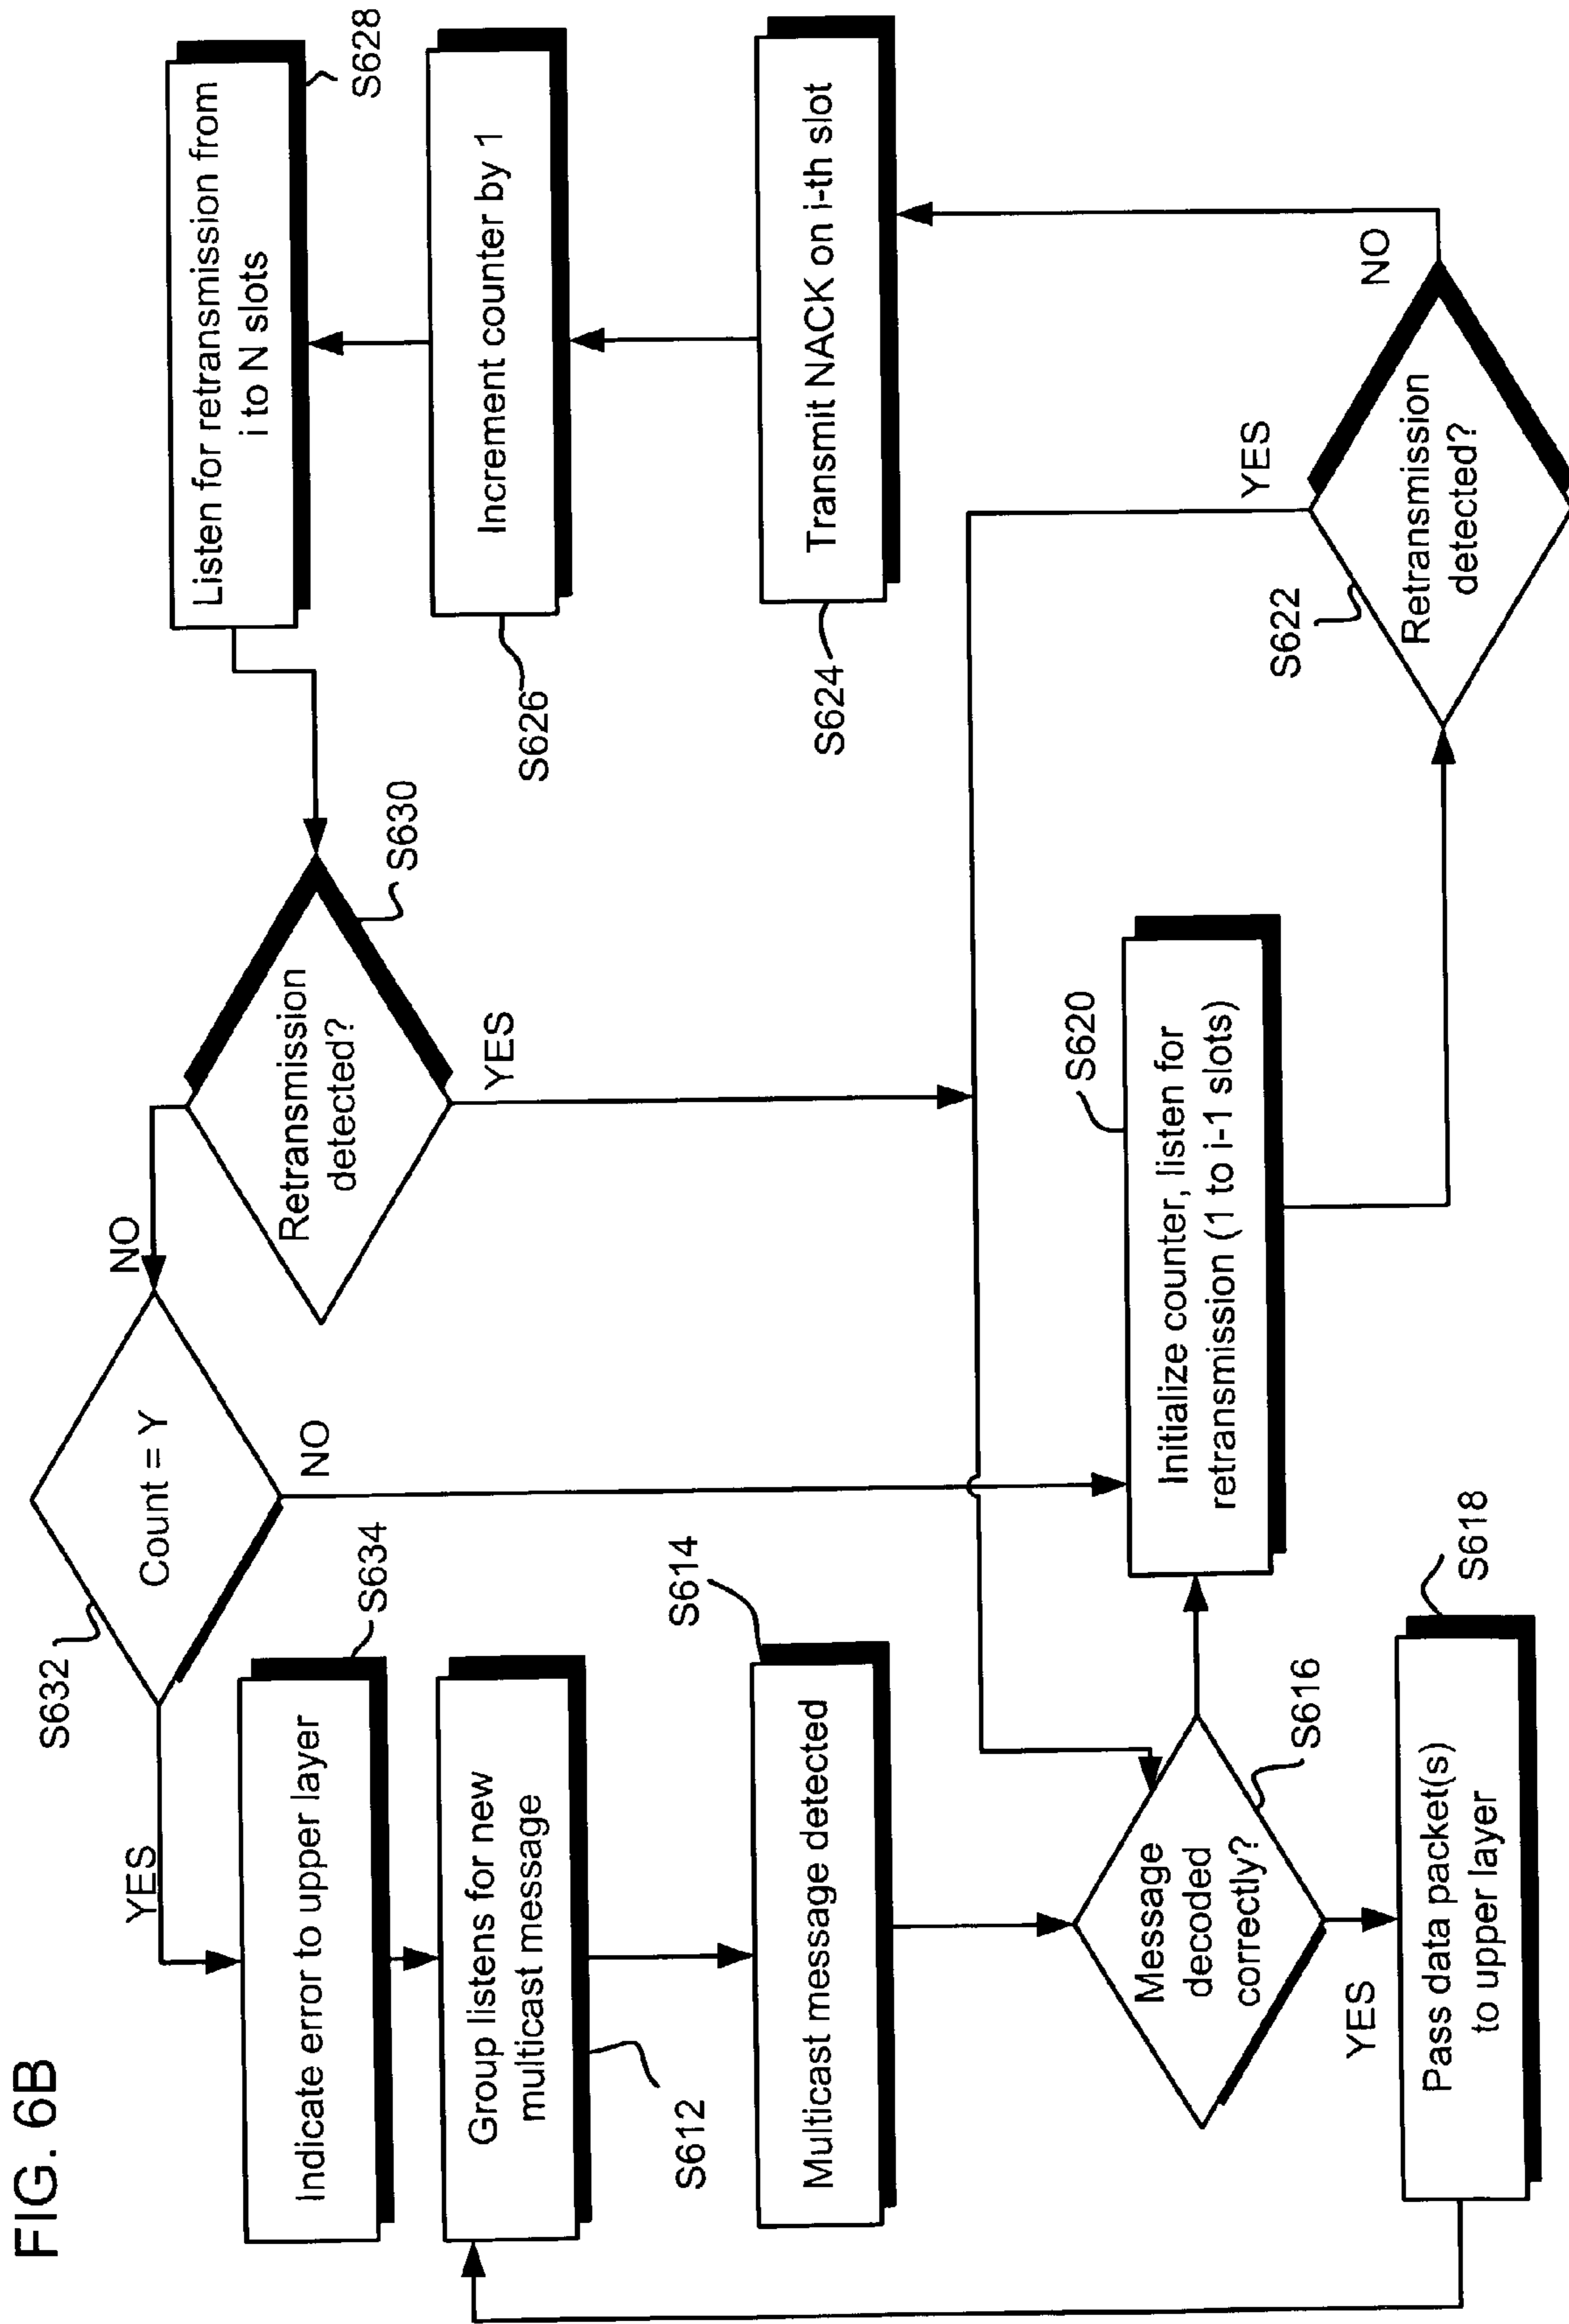 FIG. 6B
S632
Count = Y
YES
NO
NO
Indicate error to upper layer
S634
Group listens for new
multicast message
S612
Multicast message detected
S614
Message
decoded
correctly?
S616
YES
Pass data packet(s)
to upper layer
S618
Initialize counter, listen for
retransmission (1 to i-1 slots)
S620
Retransmission
detected?
S622
YES
NO
Transmit NACK on i-th slot
S624
Increment counter by 1
S626
Listen for retransmission from
i to N slots
S628
Retransmission
detected?
S630
YES